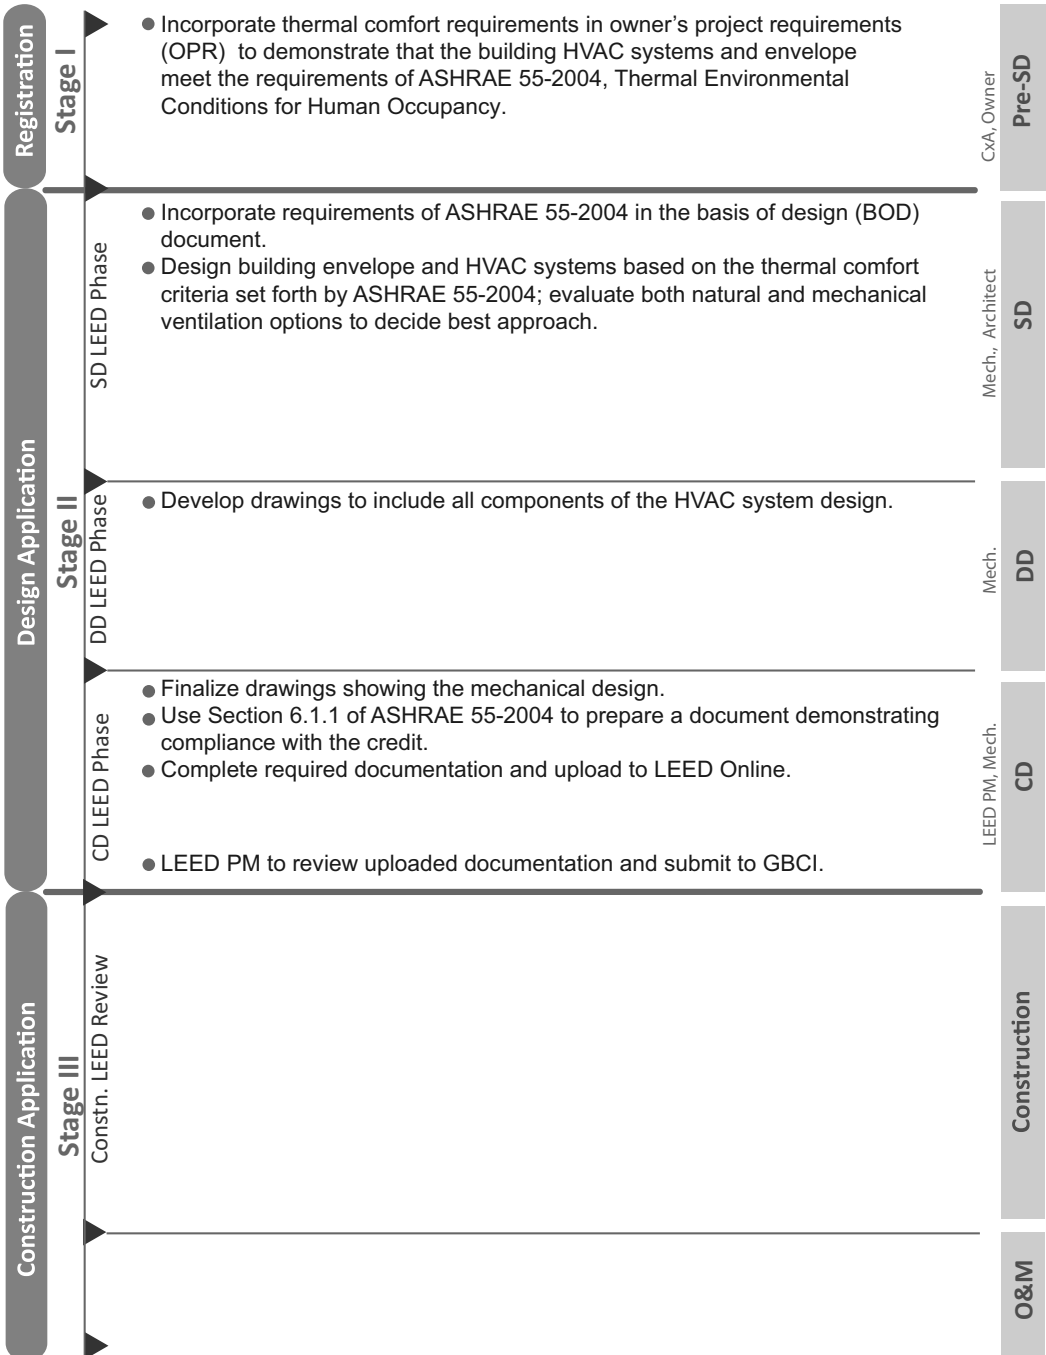 Registration
Stage I
● Incorporate thermal comfort requirements in owner’s project requirements
(OPR) to demonstrate that the building HVAC systems and envelope
meet the requirements of ASHRAE 55-2004, Thermal Environmental
Conditions for Human Occupancy.
CxA, Owner
Pre-SD
Design Application
Stage II
SD LEED Phase
● Incorporate requirements of ASHRAE 55-2004 in the basis of design (BOD)
document.
● Design building envelope and HVAC systems based on the thermal comfort
criteria set forth by ASHRAE 55-2004; evaluate both natural and mechanical
ventilation options to decide best approach.
Mech., Architect
SD
DD LEED Phase
● Develop drawings to include all components of the HVAC system design.
Mech.
DD
CD LEED Phase
● Finalize drawings showing the mechanical design.
● Use Section 6.1.1 of ASHRAE 55-2004 to prepare a document demonstrating
compliance with the credit.
● Complete required documentation and upload to LEED Online.
● LEED PM to review uploaded documentation and submit to GBCI.
LEED PM, Mech.
CD
Construction Application
Stage III
Constn. LEED Review
Construction
O&M